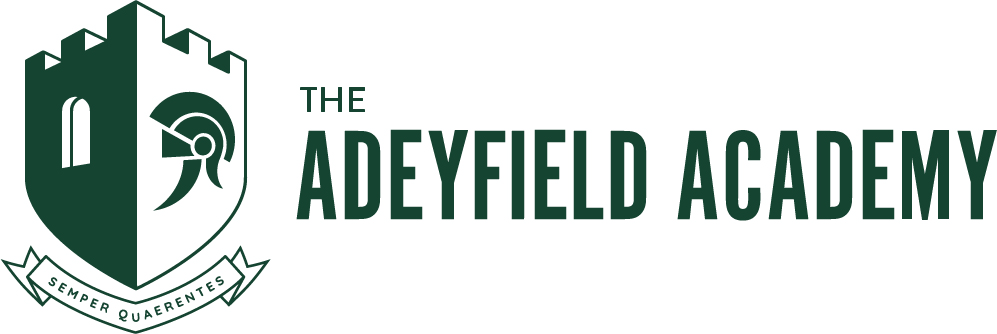 THE
ADEYFIELD ACADEMY
SEMPER QUAERENTES